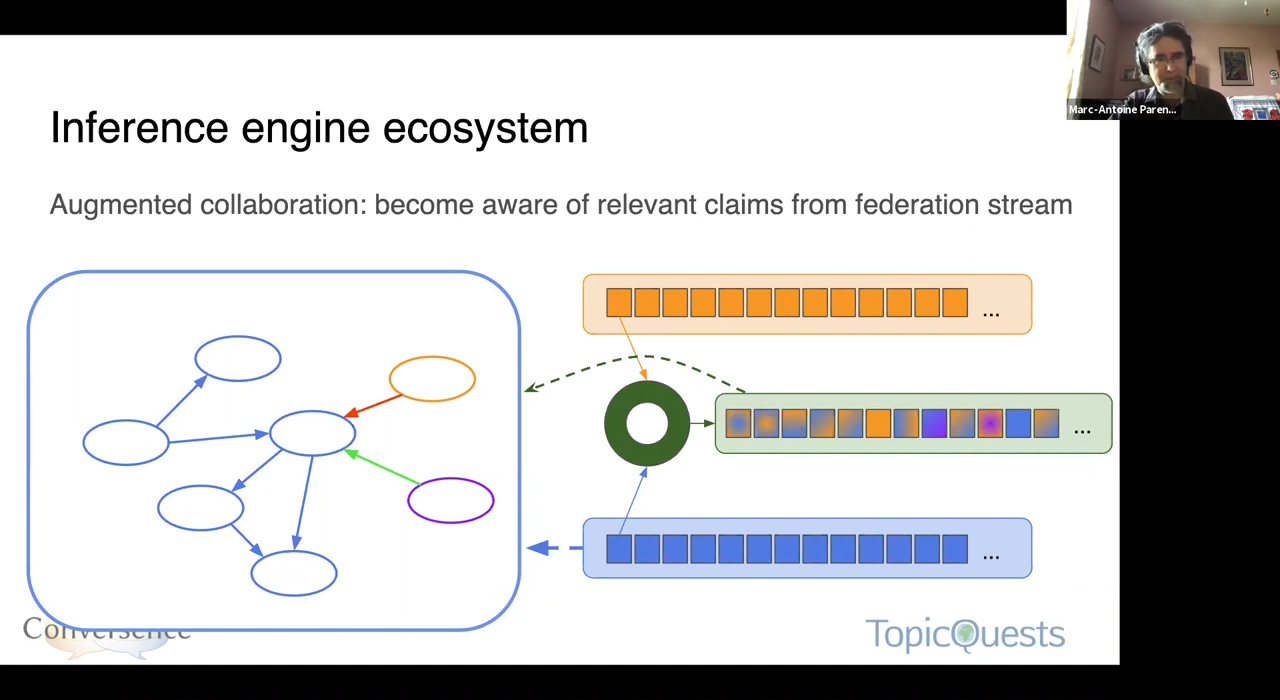 Marc-Antoine Paren...
Inference engine ecosystem
Augmented collaboration: become aware of relevant claims from federation stream
...
...
...
Conversence
TopicQuests